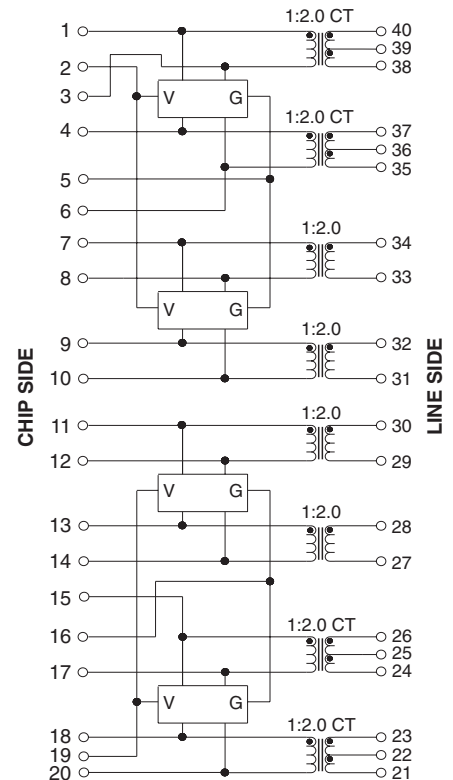 1:2.0 CT
1 40
39
2 38
3 V G
1:2.0 CT
4 37
36
5 35
6
1:2.0
7 34
8 33
V G
1:2.0
9 32
10 31
CHIP SIDE
LINE SIDE
1:2.0
11 30
12 29
V G
1:2.0
13 28
14 27
15
1:2.0 CT
16 26
25
17 24
V G
1:2.0 CT
18 23
19 22
20 21